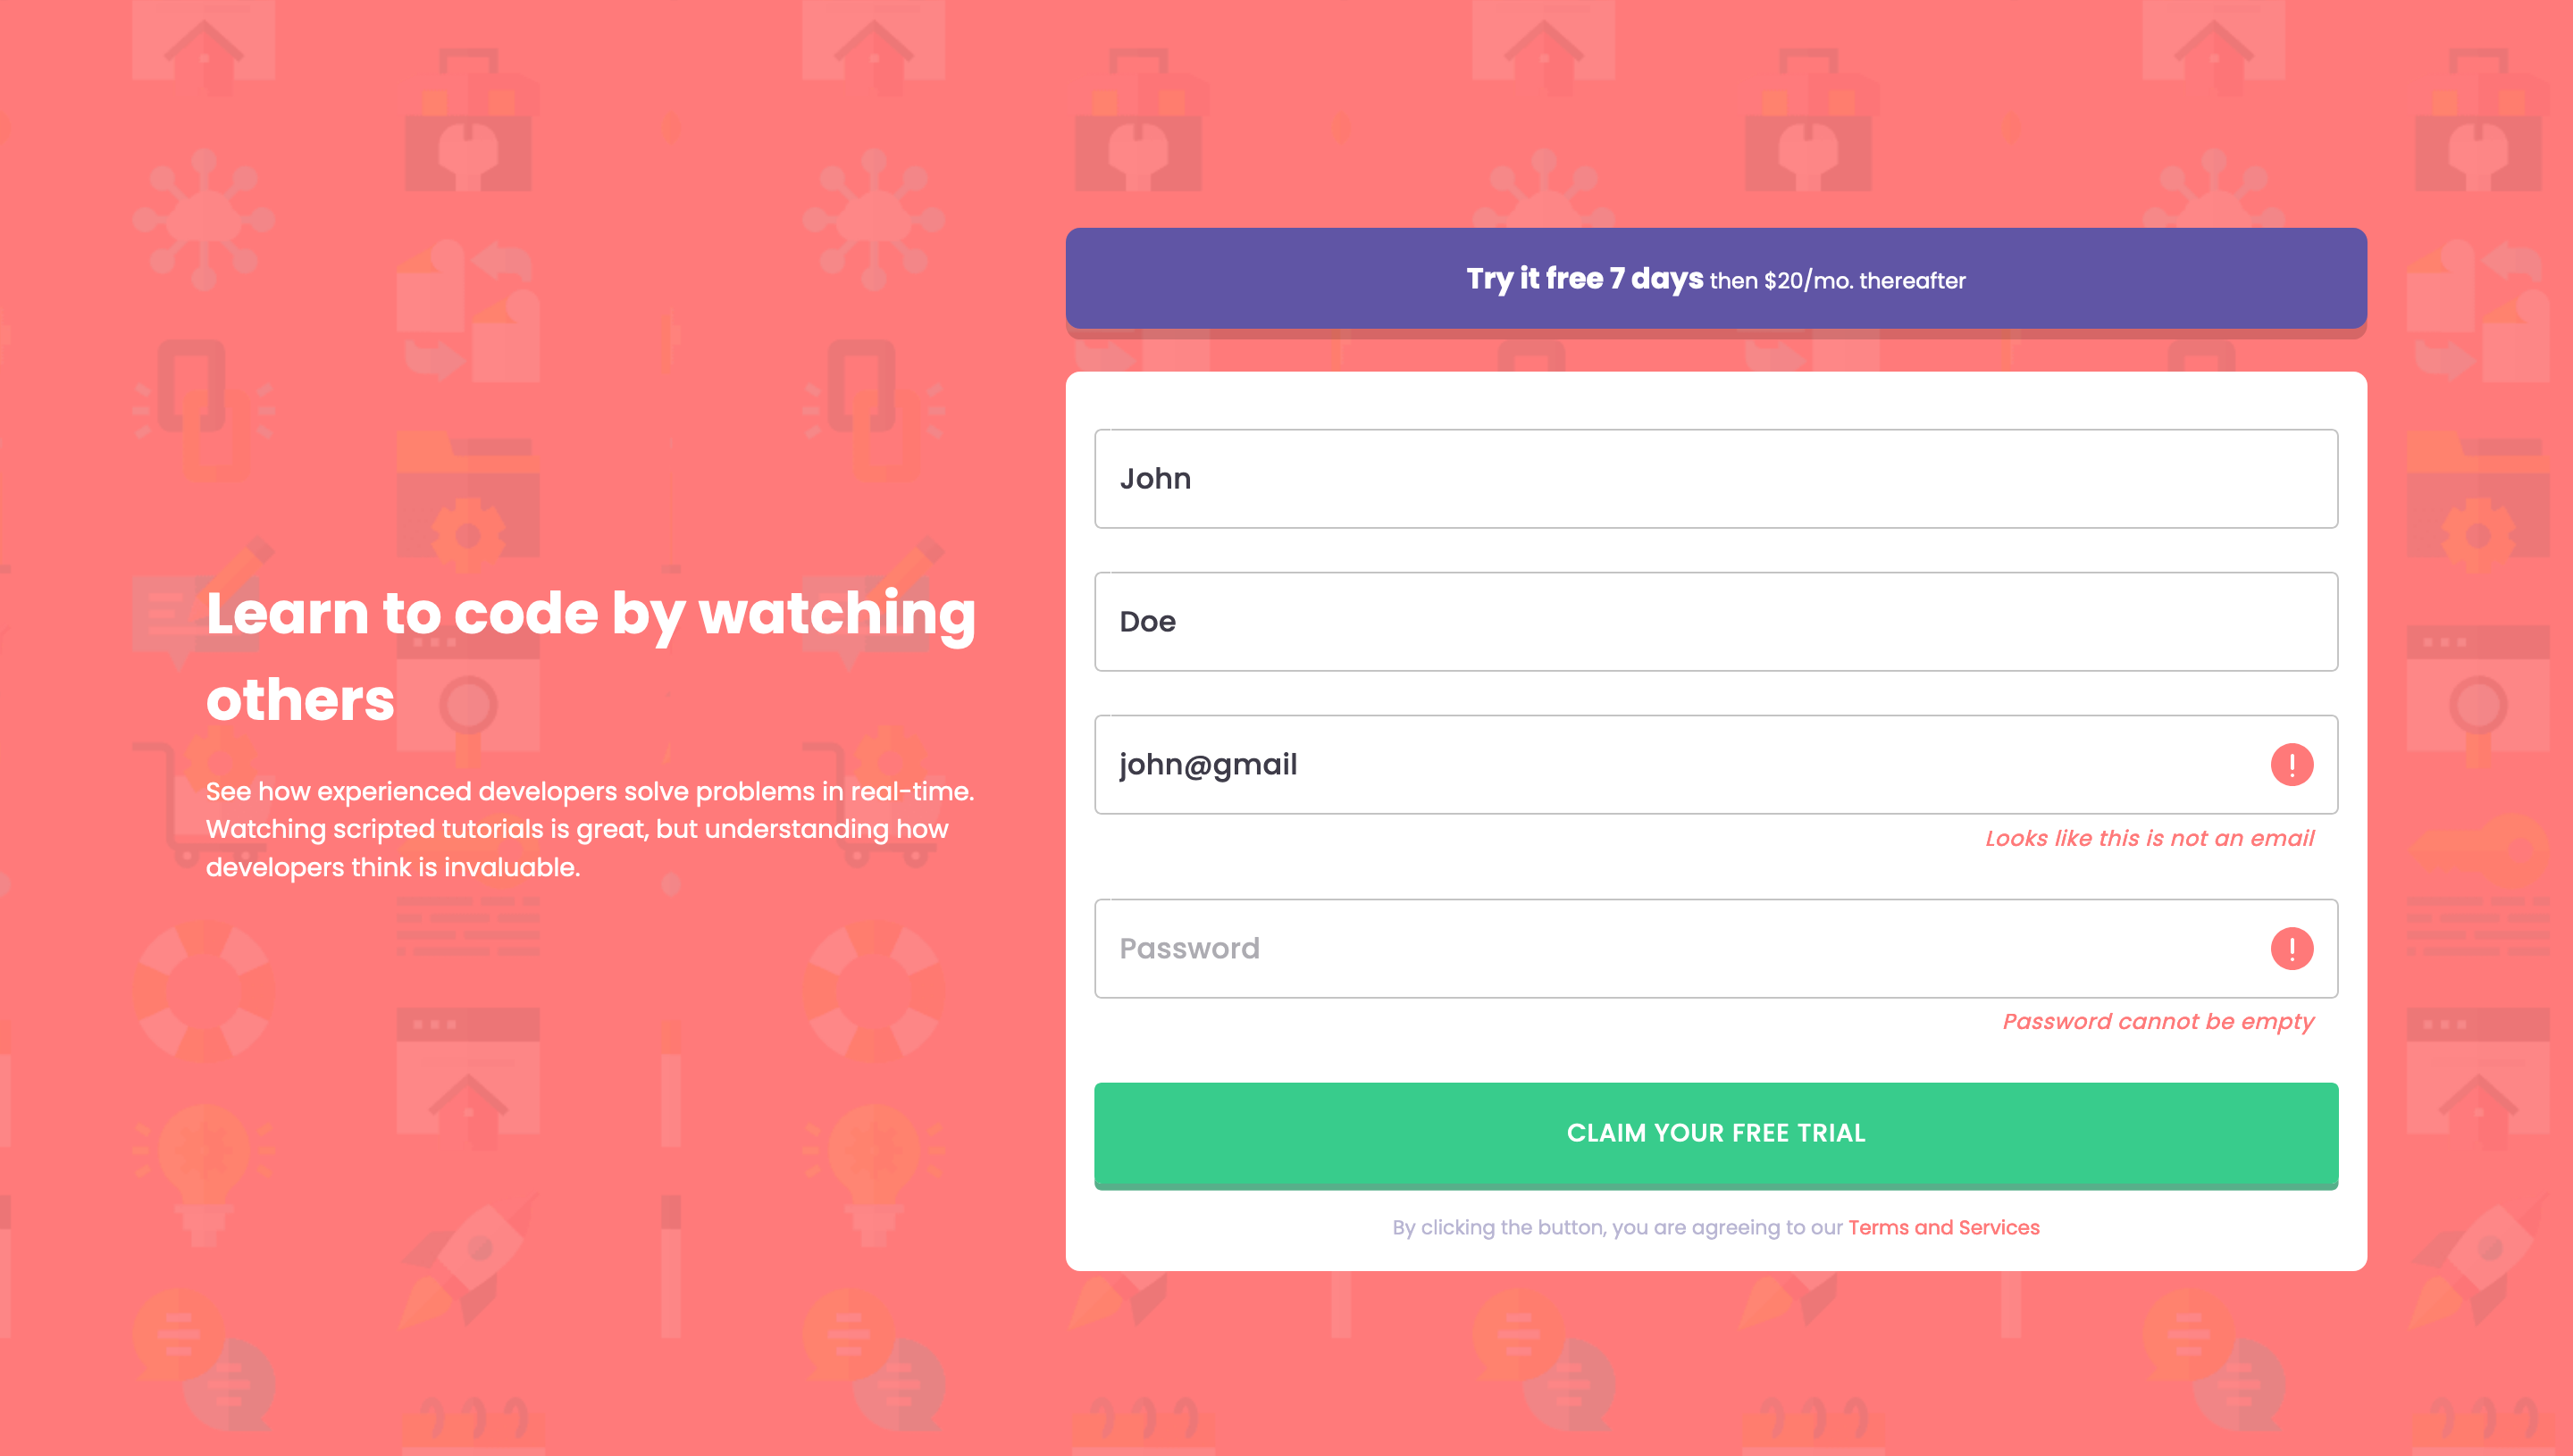 Learn to code by watching
others
See how experienced developers solve problems in real-time.
Watching scripted tutorials is great, but understanding how
developers think is invaluable.
Try it free 7 days then $20/mo. thereafter
John
Doe
john@gmail
Looks like this is not an email
Password
Password cannot be empty
CLAIM YOUR FREE TRIAL
By clicking the button, you are agreeing to our Terms and Services